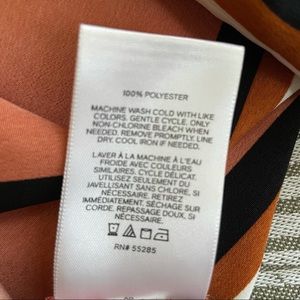 100% POLYESTER
MACHINE WASH COLD WITH LIKE
COLORS. GENTLE CYCLE. ONLY
NON-CHLORINE BLEACH WHEN
NEEDED. REMOVE PROMPTLY. LINE
DRY. COOL IRON IF NEEDED.
LAVER À LA MACHINE À L'EAU
FROIDE AVEC COULEURS
SIMILAIRES. CYCLE DÉLICAT.
UTILISEZ SEULEMENT DE
JAVELLISANT SANS CHLORE, SI
NÉCESSAIRE. RETIREZ
IMMÉDIATEMENT. SÉCHAGE SUR
CORDE. REPASSAGE DOUX, SI
NÉCESSAIRE.
RN# 55285